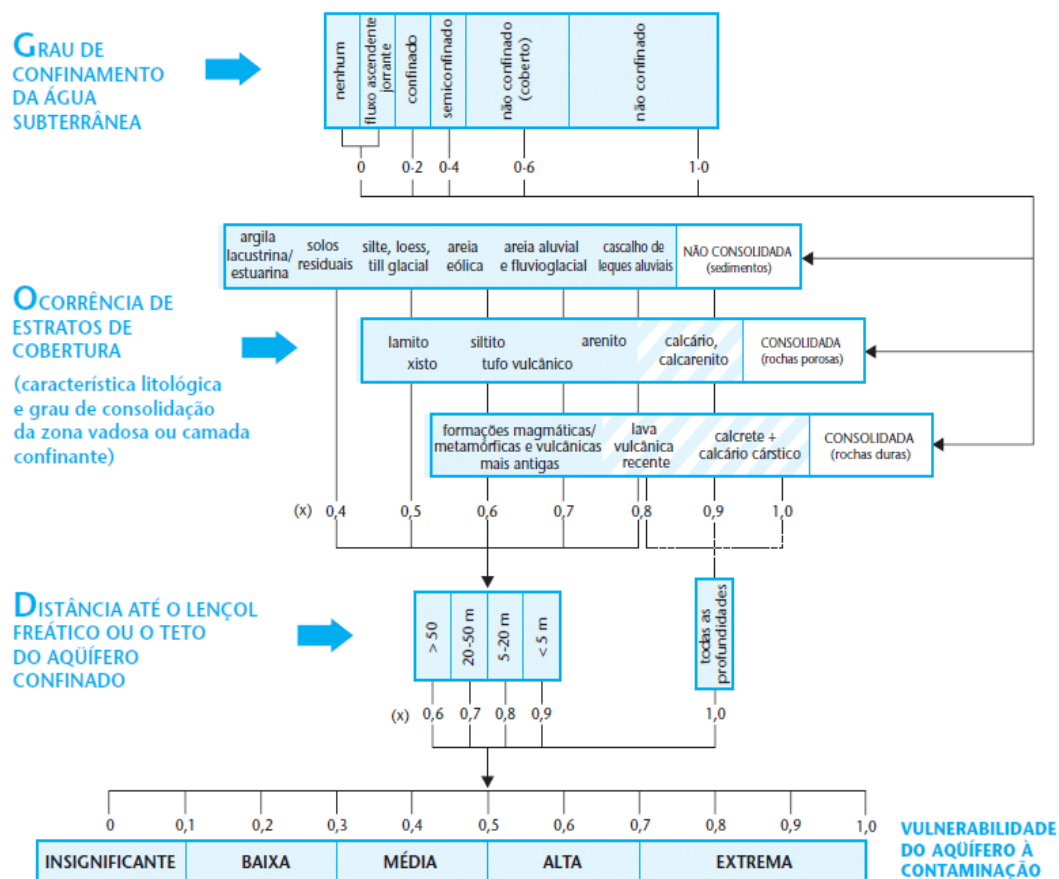 GRAU DE
CONFINAMENTO
DA ÁGUA
SUBTERRÂNEA
nenhum
fluxo ascendente
jorrante
confinado
semiconfinado
não confinado
(coberto)
não confinado
0 0·2 0·4 0·6 1·0
OCORRÊNCIA DE
ESTRATOS DE
COBERTURA
(característica litológica
e grau de consolidação
da zona vadosa ou camada
confinante)
argila
lacustrina/
estuarina
solos
residuais
silte, loess,
till glacial
areia
eólica
areia aluvial
e fluvioglacial
cascalho de
leques aluviais
NÃO CONSOLIDADA
(sedimentos)
lamito
xisto
siltito
tufo vulcânico
arenito
calcário,
calcarenito
CONSOLIDADA
(rochas porosas)
formações magmáticas/
metamórficas e vulcânicas
mais antigas
lava
vulcânica
recente
calcrete +
calcário cárstico
CONSOLIDADA
(rochas duras)
(x) 0,4 0,5 0,6 0,7 0,8 0,9 1,0
DISTÂNCIA ATÉ O LENÇOL
FREÁTICO OU O TETO
DO AQÜÍFERO
CONFINADO
> 50
20-50 m
5-20 m
< 5 m
todas as
profundidades
(x) 0,6 0,7 0,8 0,9 1,0
0 0,1 0,2 0,3 0,4 0,5 0,6 0,7 0,8 0,9 1,0
INSIGNIFICANTE BAIXA MÉDIA ALTA EXTREMA
VULNERABILIDADE
DO AQÜÍFERO À
CONTAMINAÇÃO